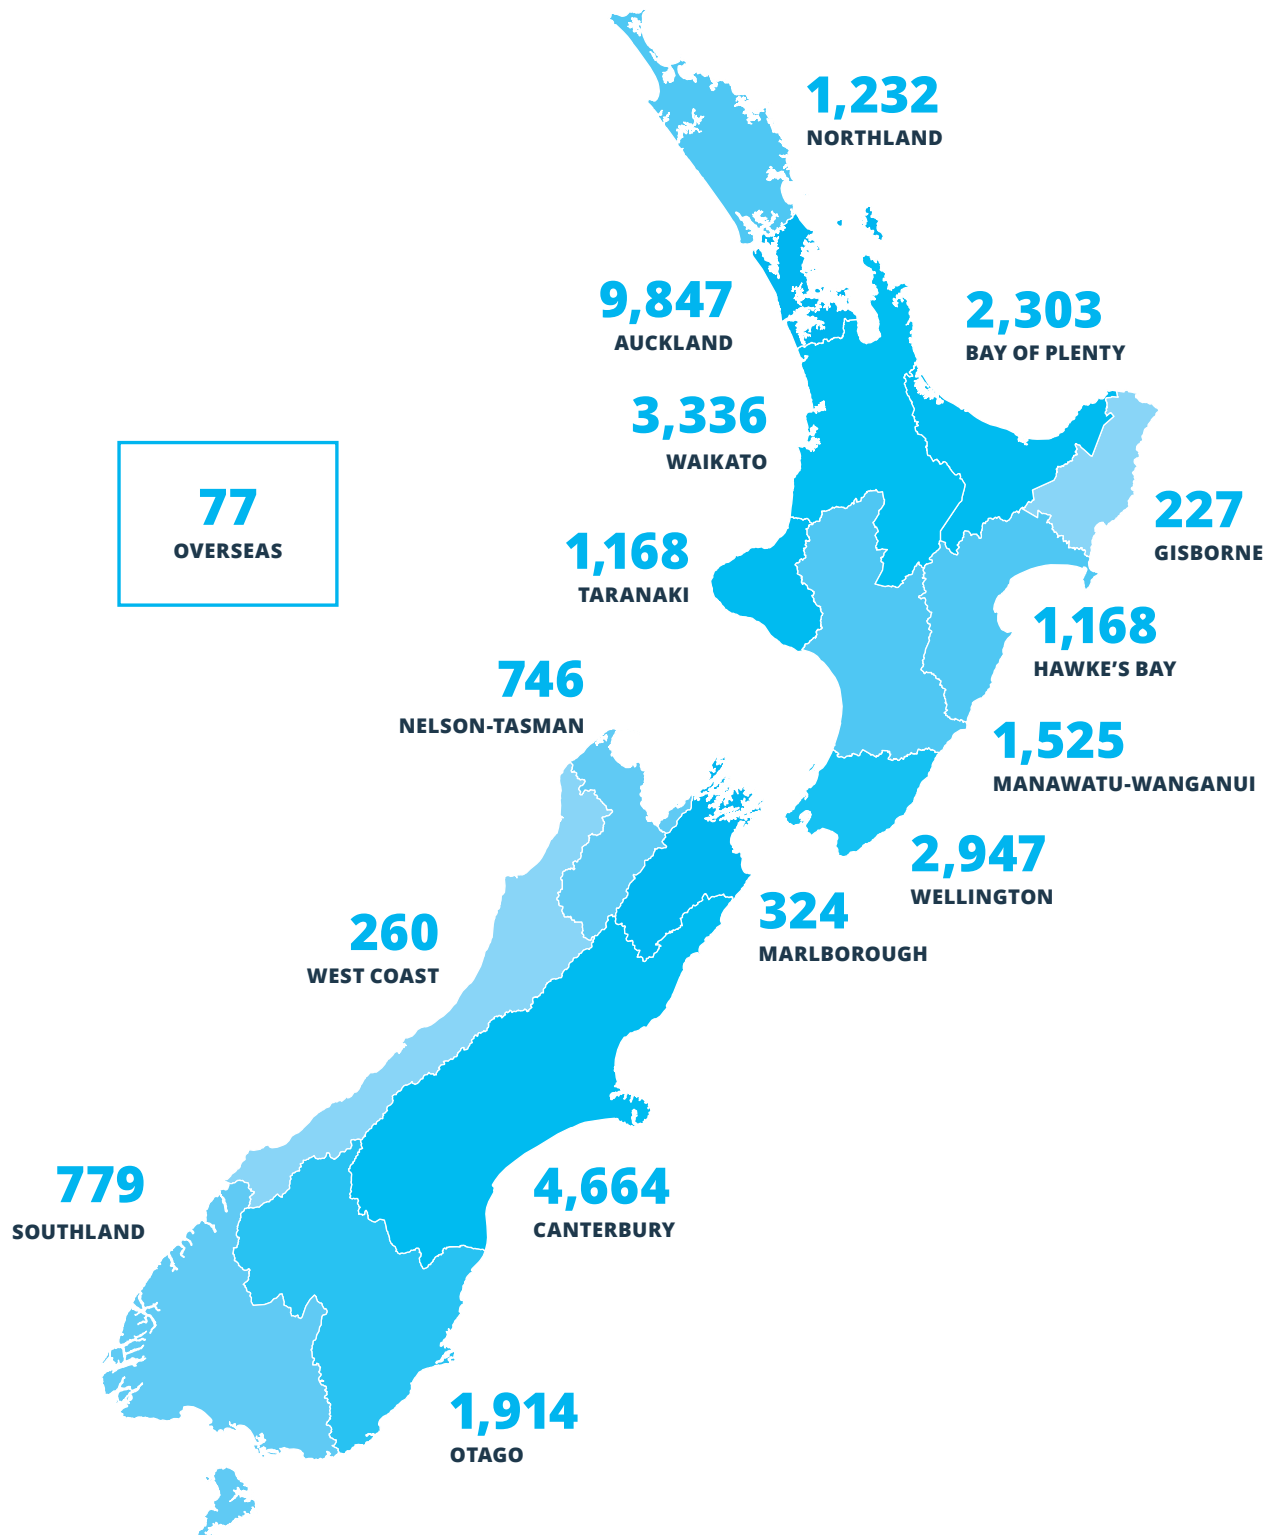 1,232
NORTHLAND
9,847
AUCKLAND
2,303
BAY OF PLENTY
3,336
WAIKATO
77
OVERSEAS
227
GISBORNE
1,168
TARANAKI
1,168
HAWKE’S BAY
746
NELSON-TASMAN
1,525
MANAWATU-WANGANUI
2,947
WELLINGTON
324
MARLBOROUGH
260
WEST COAST
779
SOUTHLAND
4,664
CANTERBURY
1,914
OTAGO